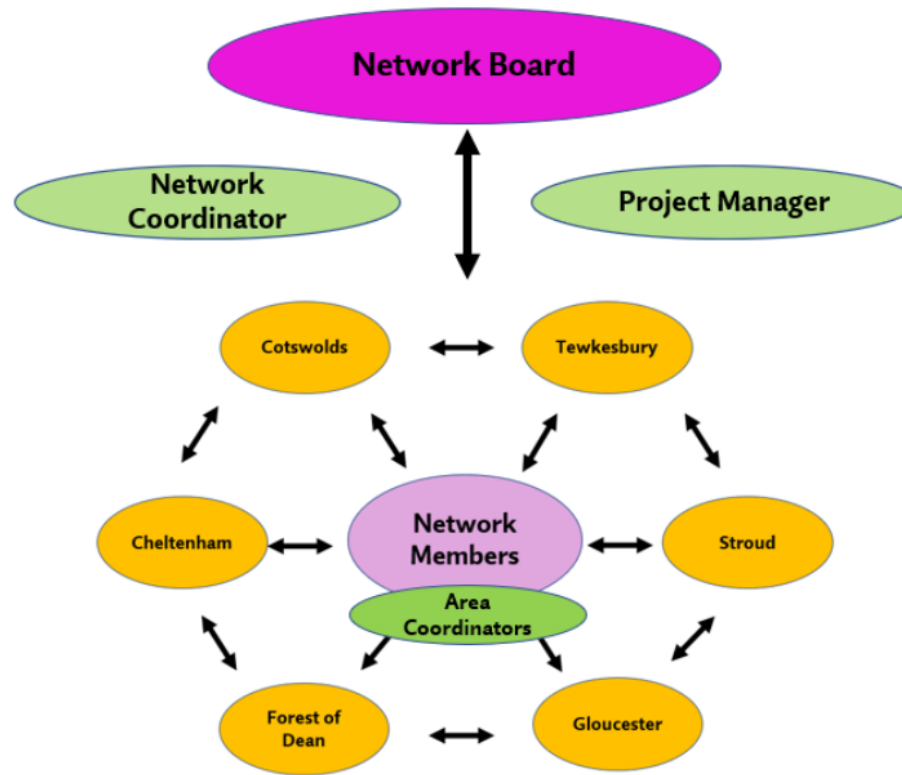 Network Board
Network
Coordinator
Project Manager
Cotswolds
Tewkesbury
Cheltenham
Network
Members
Stroud
Area
Coordinators
Forest of
Dean
Gloucester